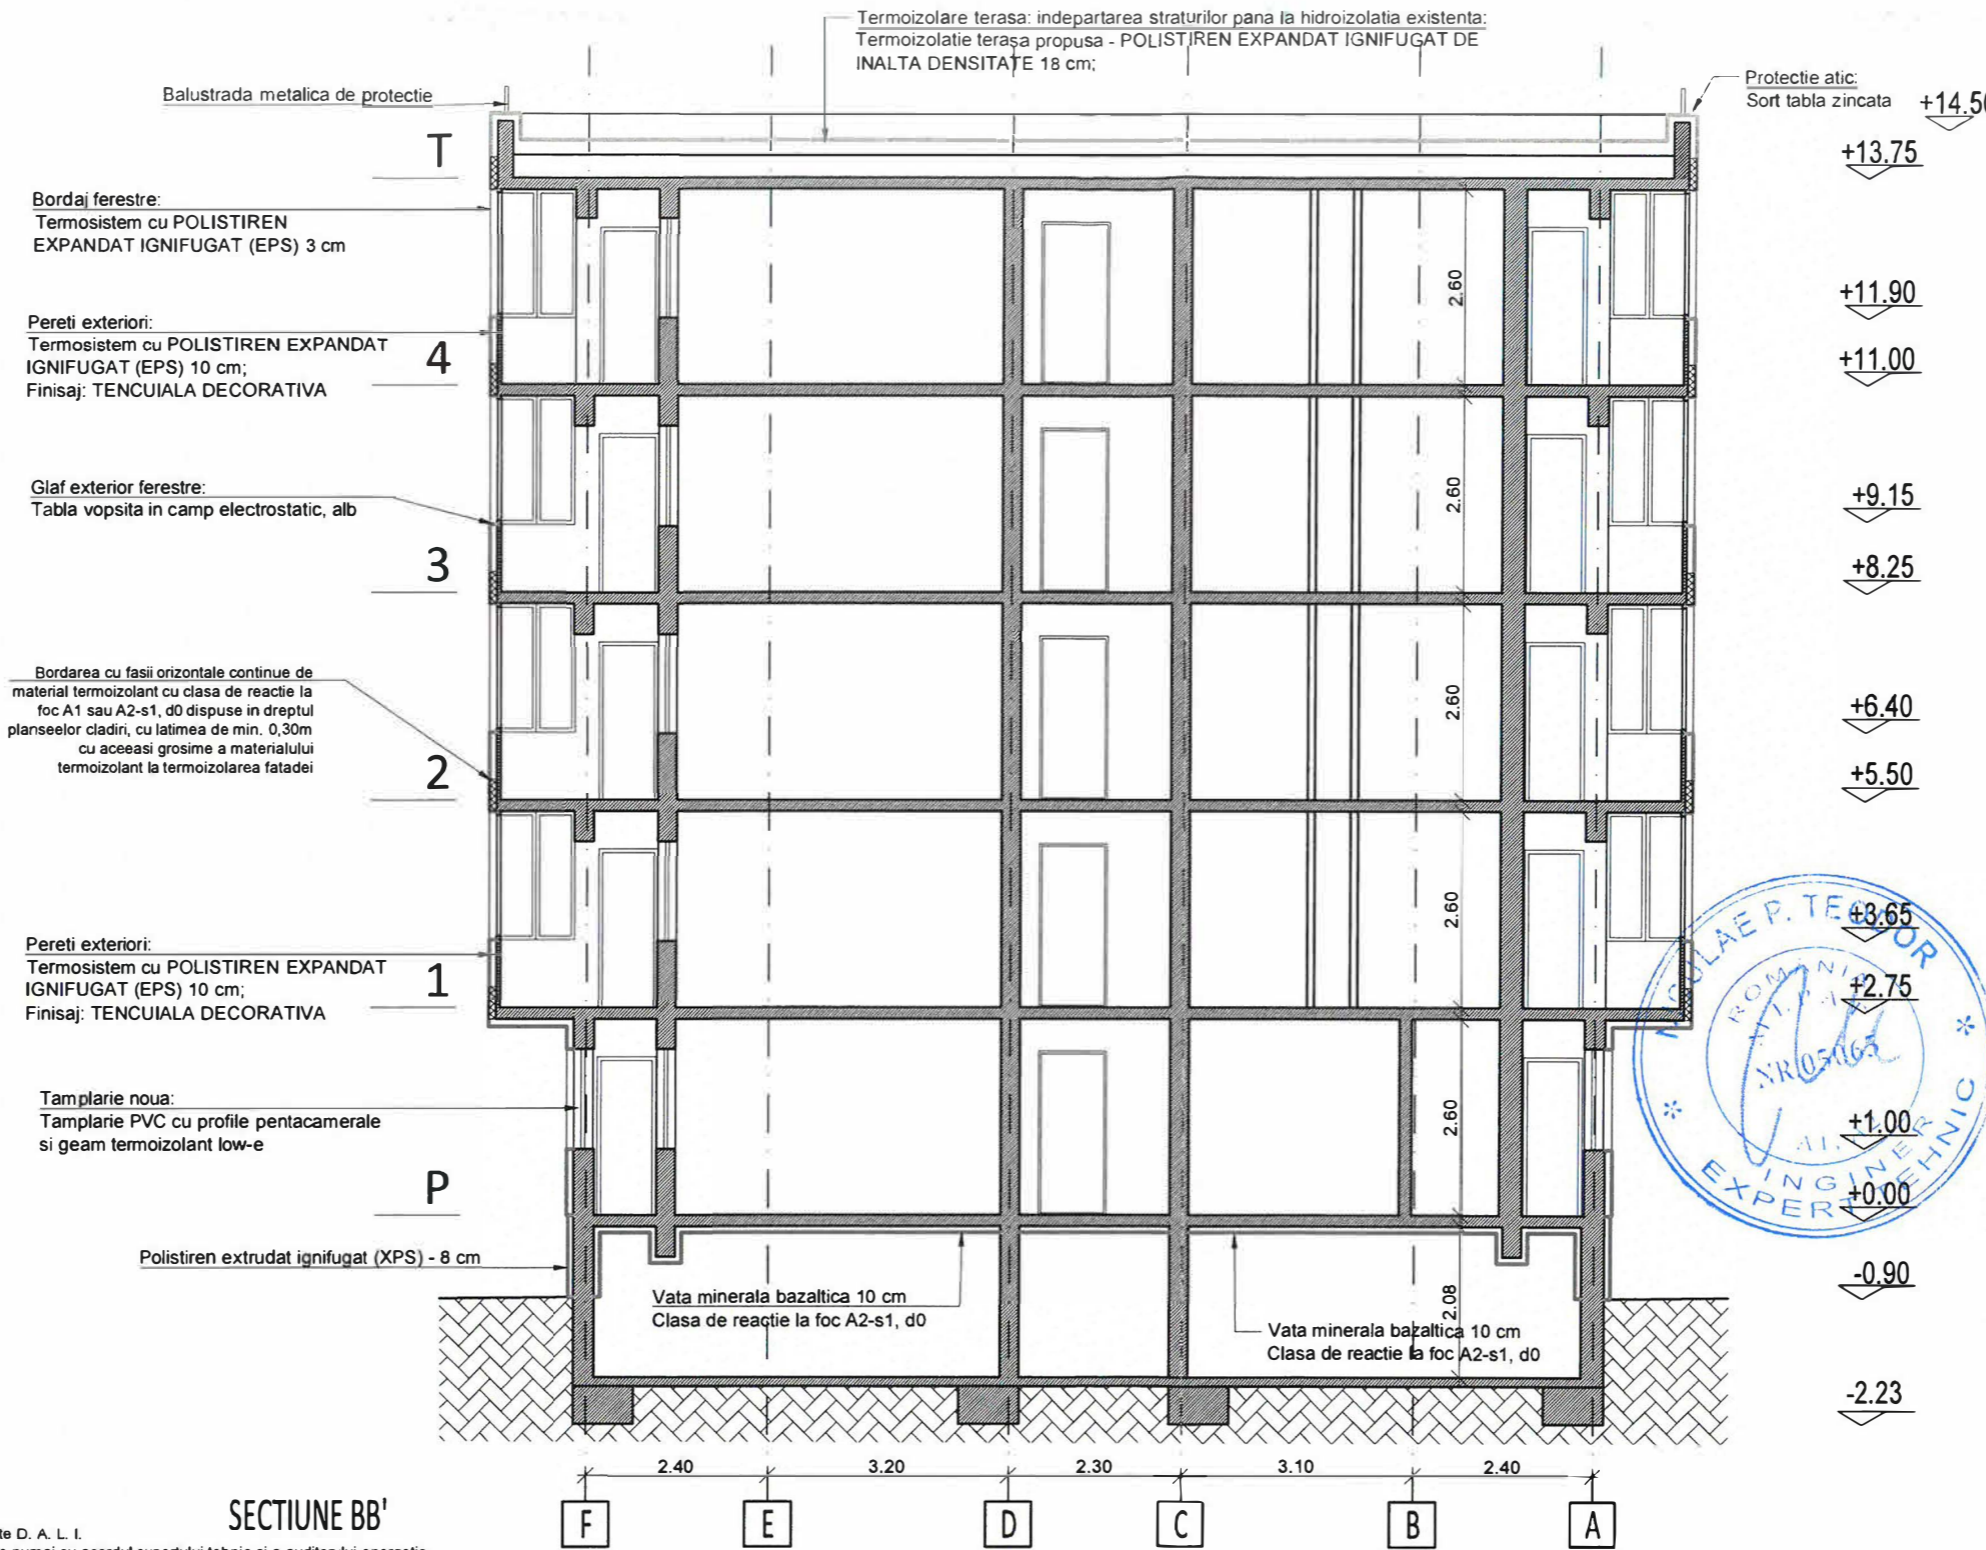 Termoizolare terasa: indepartarea straturilor pana la hidroizolatia existenta:
Termoizolatie terasa propusa - POLISTIREN EXPANDAT IGNIFUGAT DE
INALTA DENSITATE 18 cm;
Balustrada metalica de protectie
Protectie atic:
Sort tabla zincata
+14.50
T
+13.75
Bordaj ferestre:
Termosistem cu POLISTIREN
EXPANDAT IGNIFUGAT (EPS) 3 cm
2.60
+11.90
Pereti exteriori:
Termosistem cu POLISTIREN EXPANDAT
IGNIFUGAT (EPS) 10 cm;
Finisaj: TENCUIALA DECORATIVA
4
+11.00
Glaf exterior ferestre:
Tabla vopsita in camp electrostatic, alb
2.60
+9.15
3
+8.25
Bordarea cu fasii orizontale continue de
material termoizolant cu clasa de reactie la
foc A1 sau A2-s1, d0 dispuse in dreptul
planseelor cladiri, cu latimea de min. 0,30m
cu aceeasi grosime a materialului
termoizolant la termoizolarea fatadei
2.60
+6.40
2
+5.50
2.60
+3.65
Pereti exteriori:
Termosistem cu POLISTIREN EXPANDAT
IGNIFUGAT (EPS) 10 cm;
Finisaj: TENCUIALA DECORATIVA
1
+2.75
NICOLAE P. TEODOR
ROMANIA
NR 05065
INGINER
EXPERT TEHNIC
Tamplarie noua:
Tamplarie PVC cu profile pentacamerale
si geam termoizolant low-e
2.60
+1.00
P
+0.00
Polistiren extrudat ignifugat (XPS) - 8 cm
-0.90
Vata minerala bazaltica 10 cm
Clasa de reactie la foc A2-s1, d0
2.08
Vata minerala bazaltica 10 cm
Clasa de reactie la foc A2-s1, d0
-2.23
2.40 3.20 2.30 3.10 2.40
F E D C B A
SECTIUNE BB'
D. A. L. I.